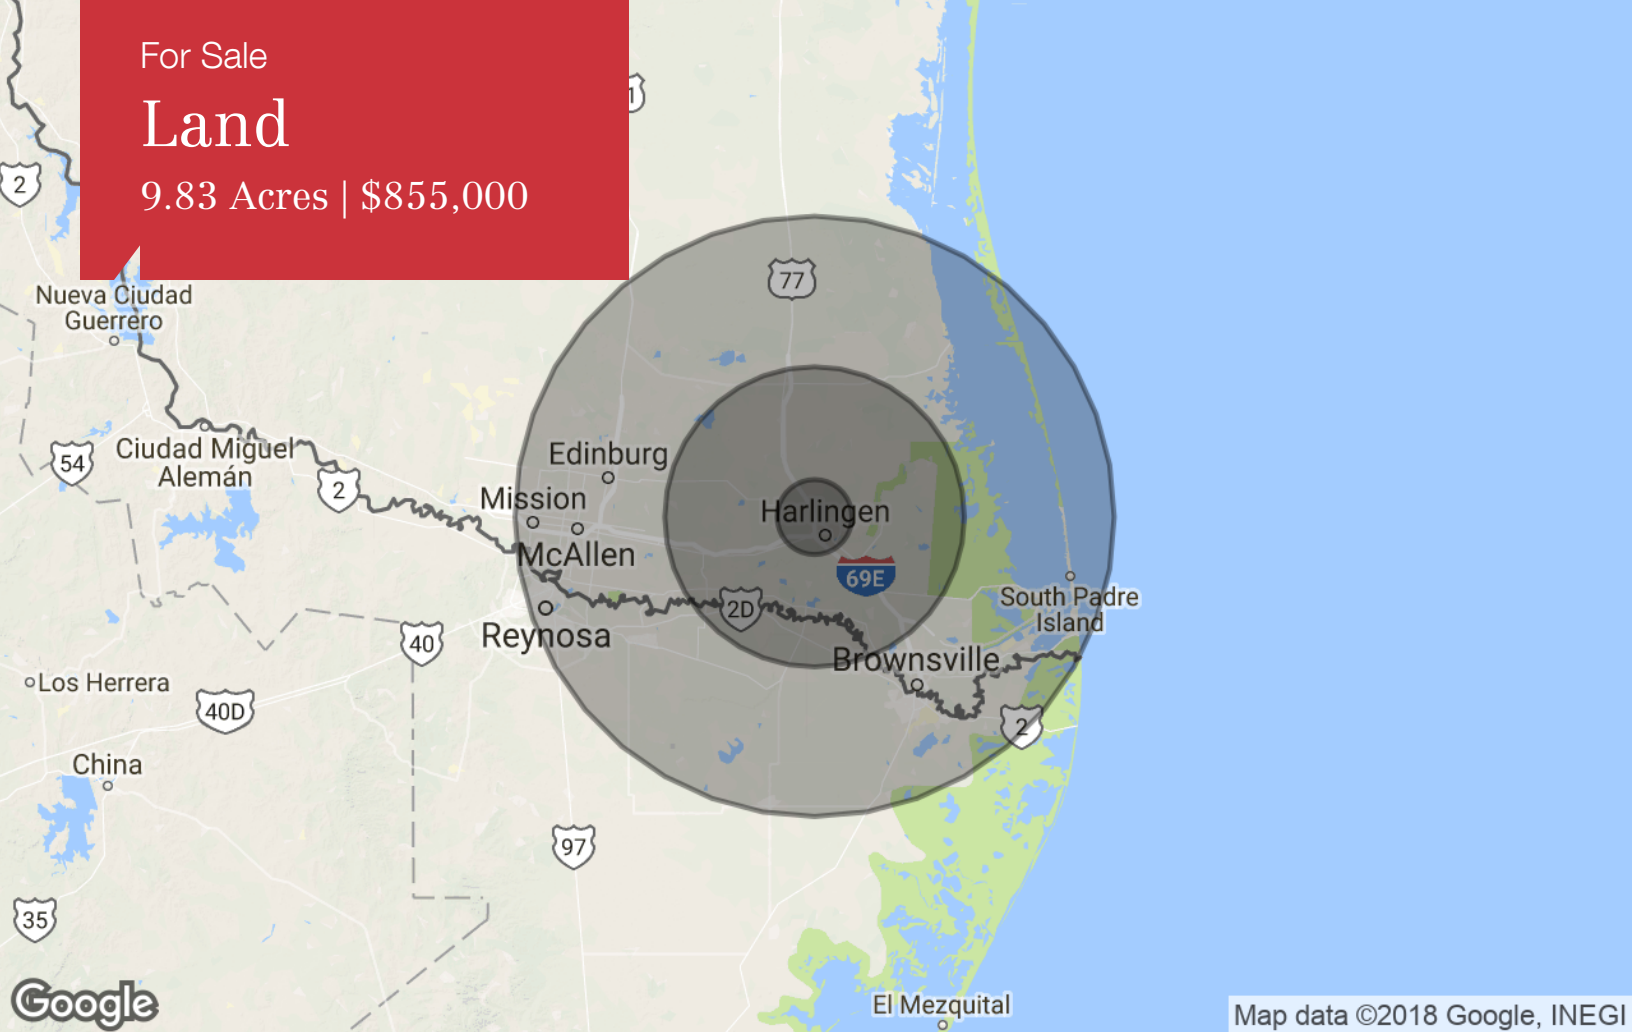 For Sale
Land
9.83 Acres | $855,000
1
2
77
Nueva Ciudad
Guerrero
Edinburg
Ciudad Miguel
Alemán
54
2
Mission
Harlingen
McAllen
69E
South Padre
Island
2D
Reynosa
40
Brownsville
Los Herrera
40D
2
China
97
35
Google
El Mezquital
Map data ©2018 Google, INEGI